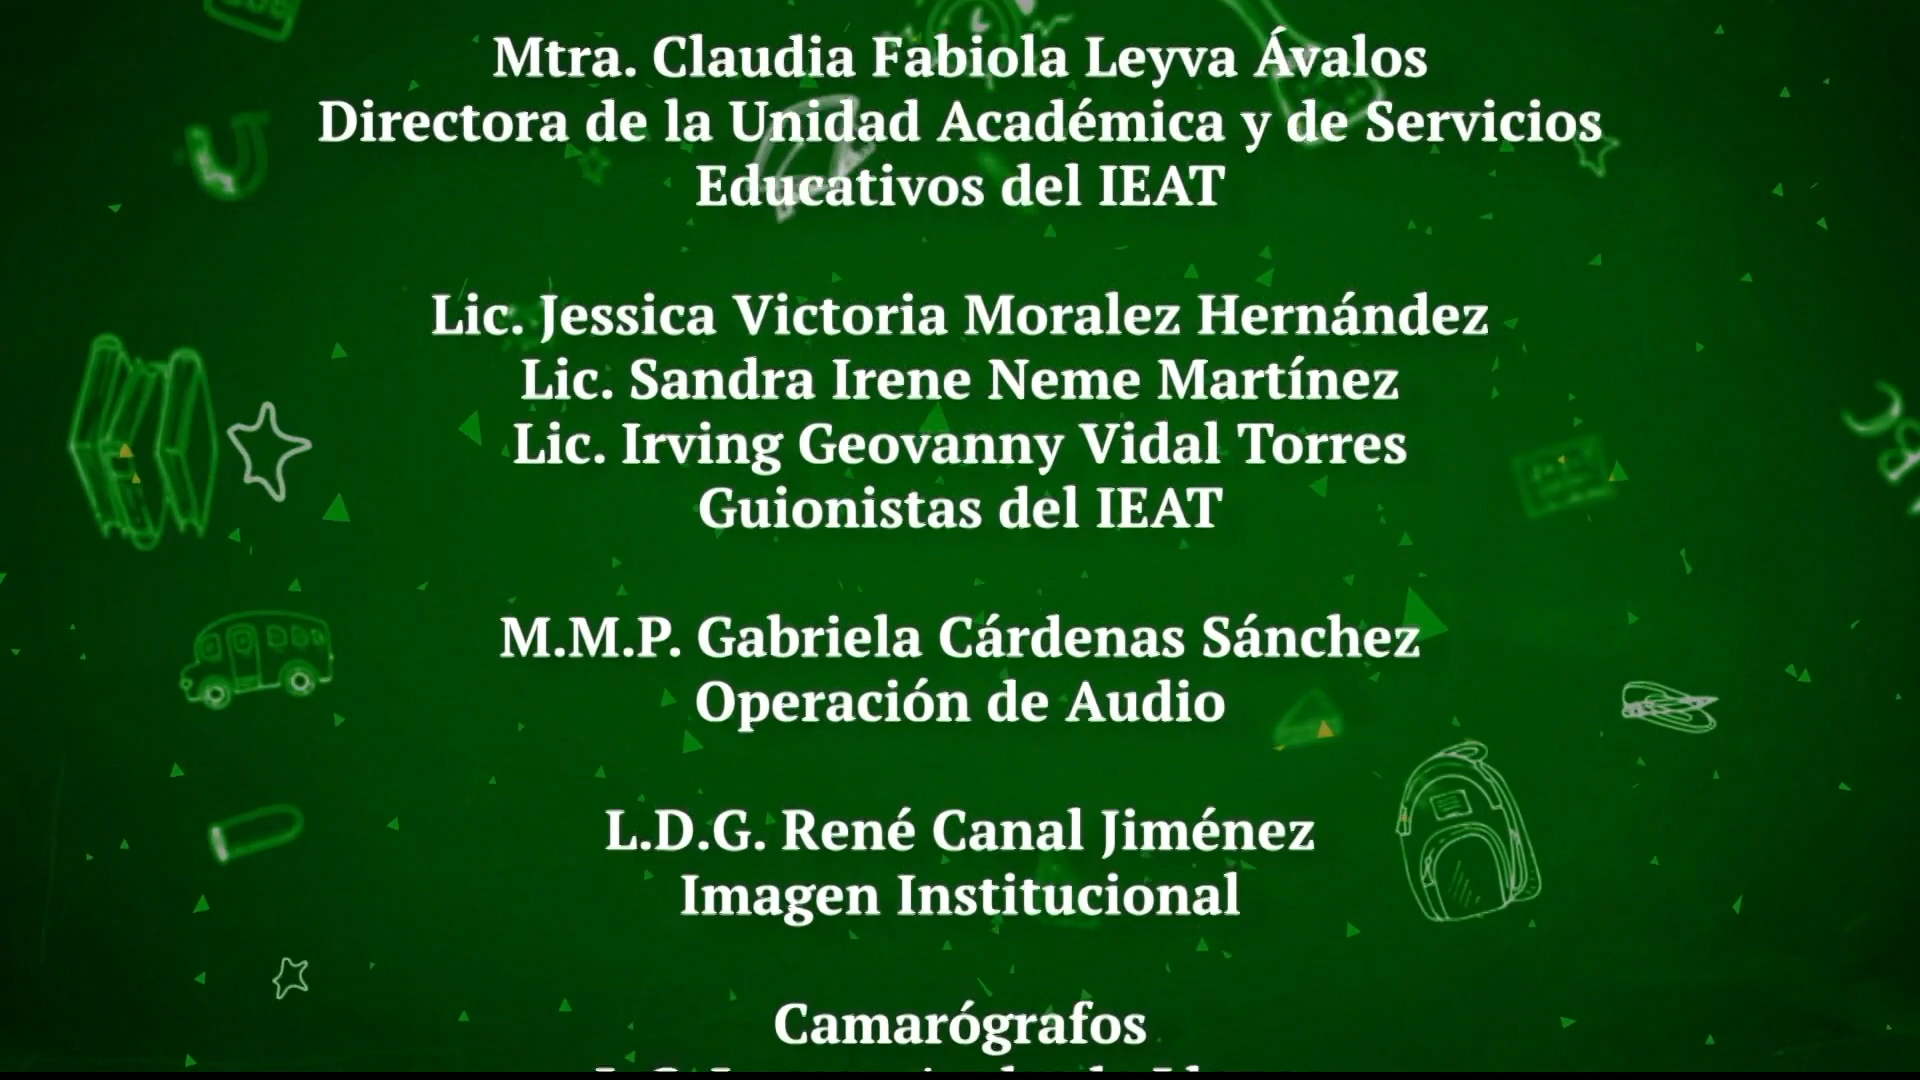 Mtra. Claudia Fabiola Leyva Ávalos
Directora de la Unidad Académica y de Servicios
Educativos del IEAT
Lic. Jessica Victoria Moralez Hernández
Lic. Sandra Irene Neme Martínez
Lic. Irving Geovanny Vidal Torres
Guionistas del IEAT
M.M.P. Gabriela Cárdenas Sánchez
Operación de Audio
L.D.G. René Canal Jiménez
Imagen Institucional
Camarógrafos